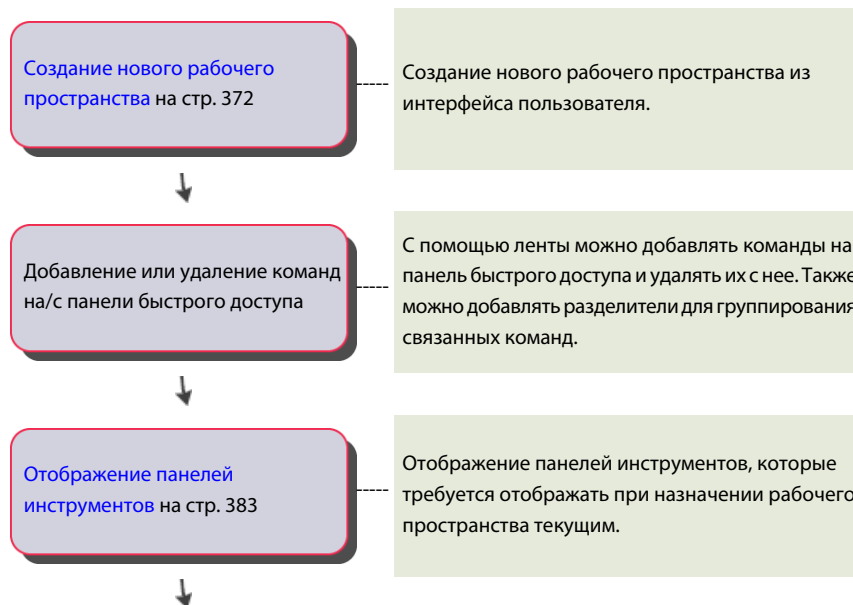 Создание нового рабочего
пространства на стр. 372
Создание нового рабочего пространства из
интерфейса пользователя.
Добавление или удаление команд
на/с панели быстрого доступа
С помощью ленты можно добавлять команды на
панель быстрого доступа и удалять их с нее. Также
можно добавлять разделители для группирования
связанных команд.
Отображение панелей
инструментов на стр. 383
Отображение панелей инструментов, которые
требуется отображать при назначении рабочего
пространства текущим.